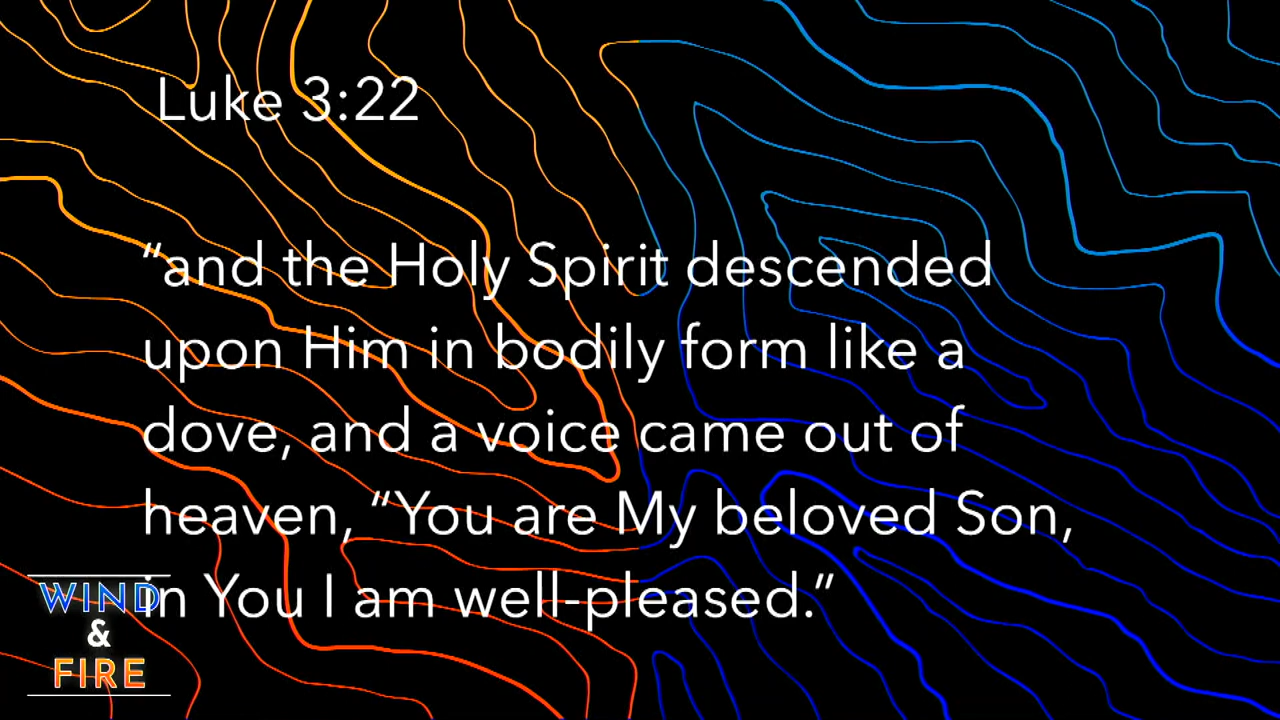 Luke 3:22
“and the Holy Spirit descended
upon Him in bodily form like a
dove, and a voice came out of
heaven, “You are My beloved Son,
in You I am well-pleased.”
WIND
&
FIRE